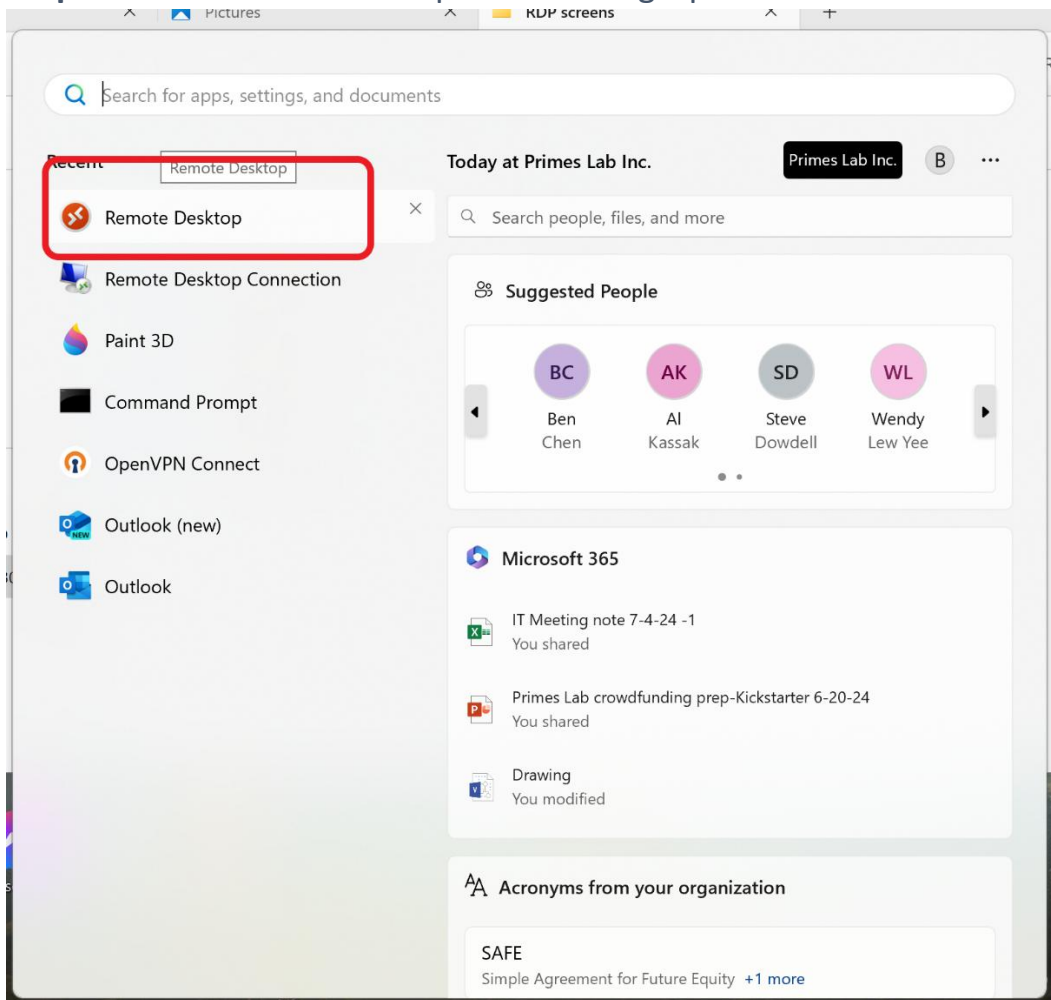 Pictures
RDP screens
Search for apps, settings, and documents
Recent
Remote Desktop
Remote Desktop
Remote Desktop Connection
Paint 3D
Command Prompt
OpenVPN Connect
Outlook (new)
Outlook
Today at Primes Lab Inc.
Primes Lab Inc.
B
Search people, files, and more
Suggested People
BC
Ben
Chen
AK
Al
Kassak
SD
Steve
Dowdell
WL
Wendy
Lew Yee
Microsoft 365
IT Meeting note 7-4-24 -1
You shared
Primes Lab crowdfunding prep-Kickstarter 6-20-24
You shared
Drawing
You modified
Acronyms from your organization
SAFE
Simple Agreement for Future Equity +1 more